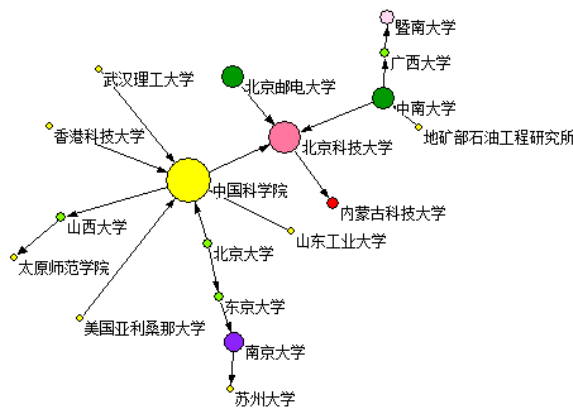 暨南大学
广西大学
武汉理工大学
北京邮电大学
中南大学
香港科技大学
地矿部石油工程研究所
北京科技大学
中国科学院
内蒙古科技大学
山西大学
山东工业大学
北京大学
太原师范学院
东京大学
美国亚利桑那大学
南京大学
苏州大学